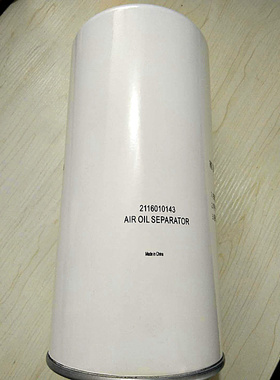 2116010143
AIR OIL SEPARATOR
Made in China